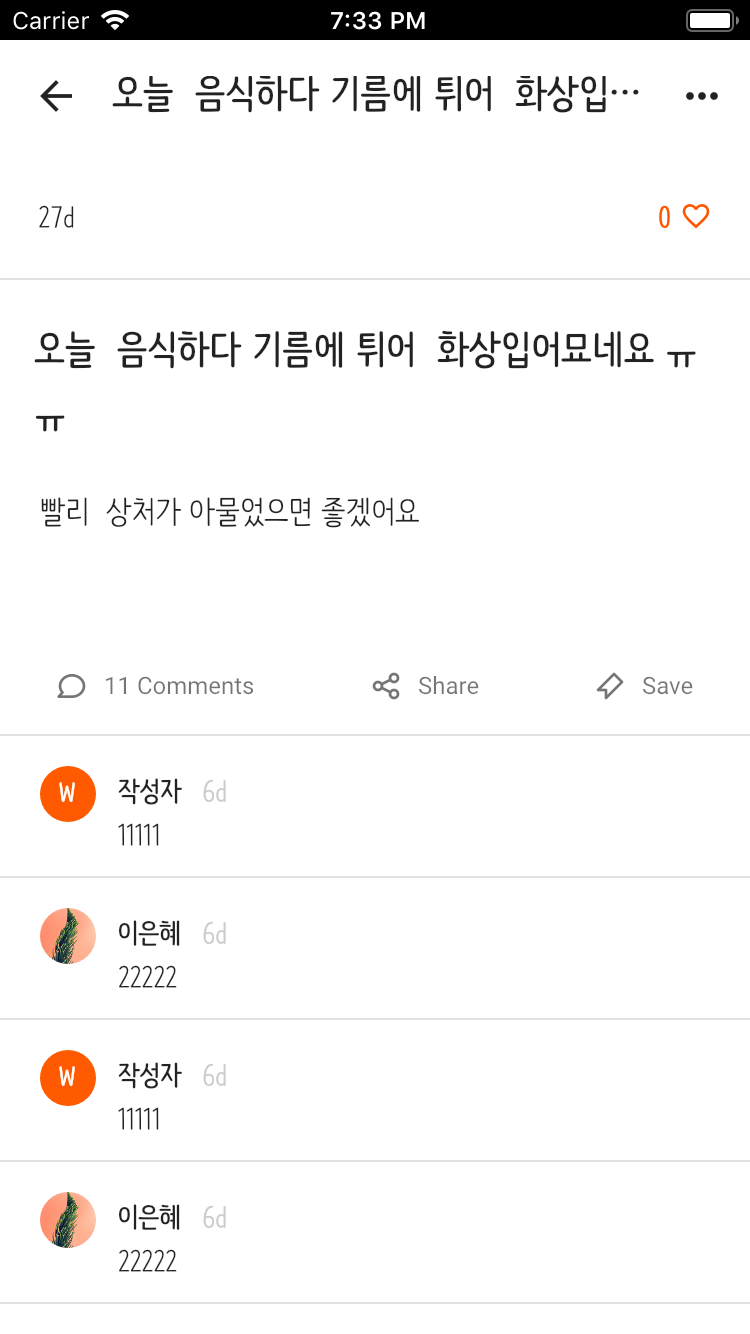 Carrier 7:33 PM
오늘 음식하다 기름에 튀어 화상입…
27d 0
오늘 음식하다 기름에 튀어 화상입어묘네요 ㅠ
ㅠ
빨리 상처가 아물었으면 좋겠어요
11 Comments Share Save
W 작성자 6d
11111
이은혜 6d
22222
W 작성자 6d
11111
이은혜 6d
22222